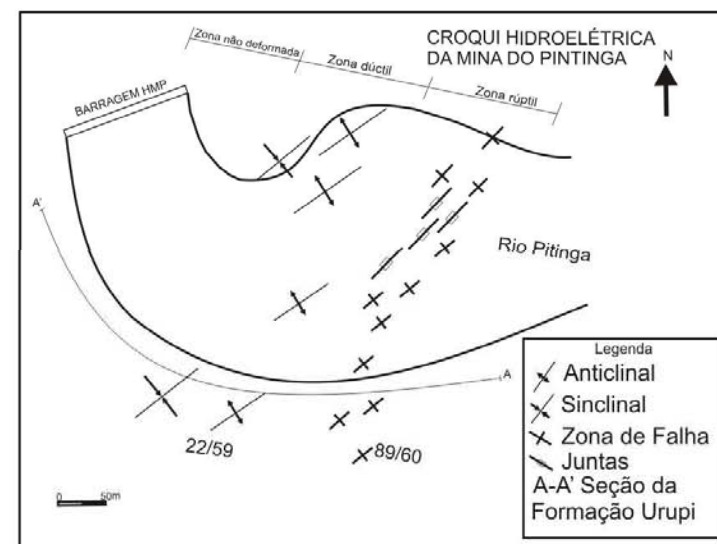 CROQUI HIDROELÉTRICA
DA MINA DO PINTINGA
N
Zona não deformada
Zona dúctil
Zona rúptil
BARRAGEM HMP
A'
Rio Pitinga
A
22/59
89/60
50m
Legenda
Anticlinal
Sinclinal
Zona de Falha
Juntas
A-A' Seção da
Formação Urupi